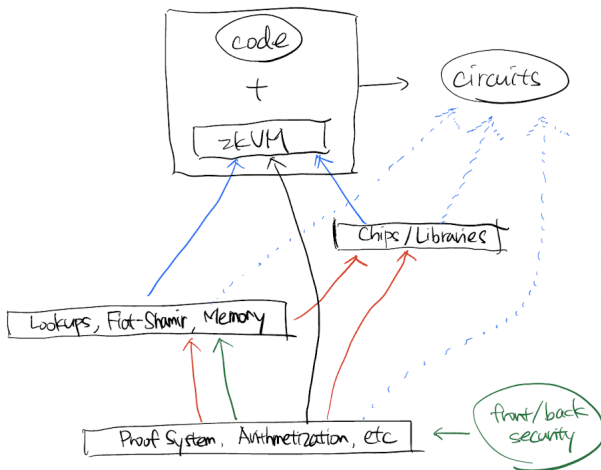 code
+
circuits
zkVM
Chips/Libraries
Lookups, Fiat-Shamir, Memory
front/back
security
Proof System, Arithmetization, etc